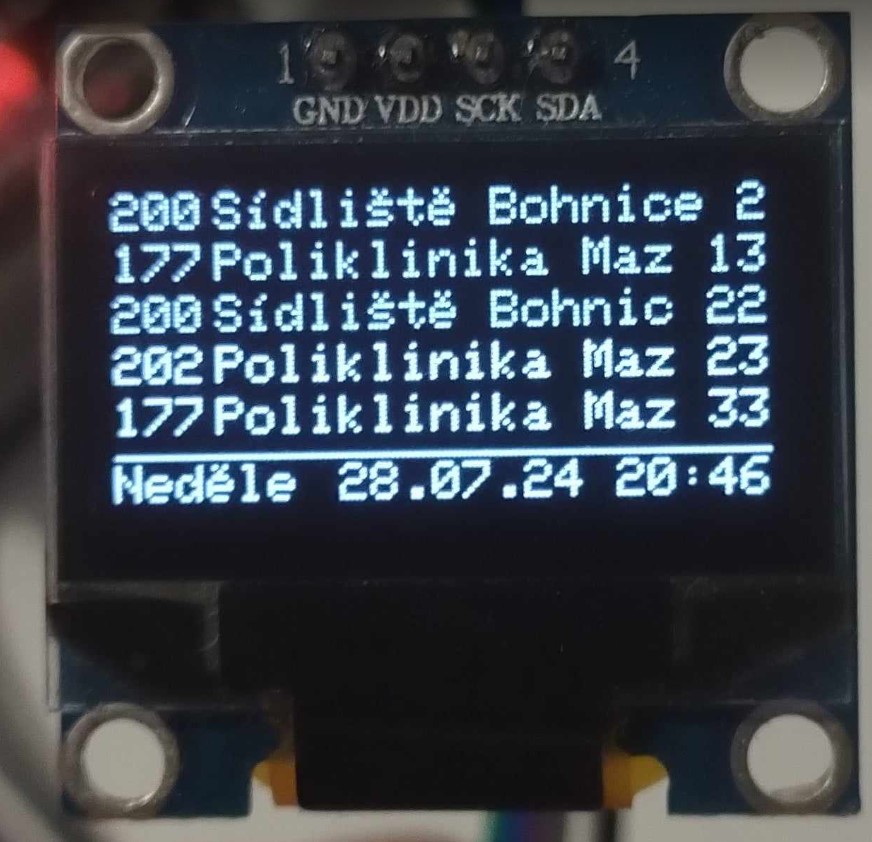 1 4
GND VDD SCK SDA
200 Sídliště Bohnice 2
177 Poliklinika Maz 13
200 Sídliště Bohnic 22
202 Poliklinika Maz 23
177 Poliklinika Maz 33
Neděle 28.07.24 20:46